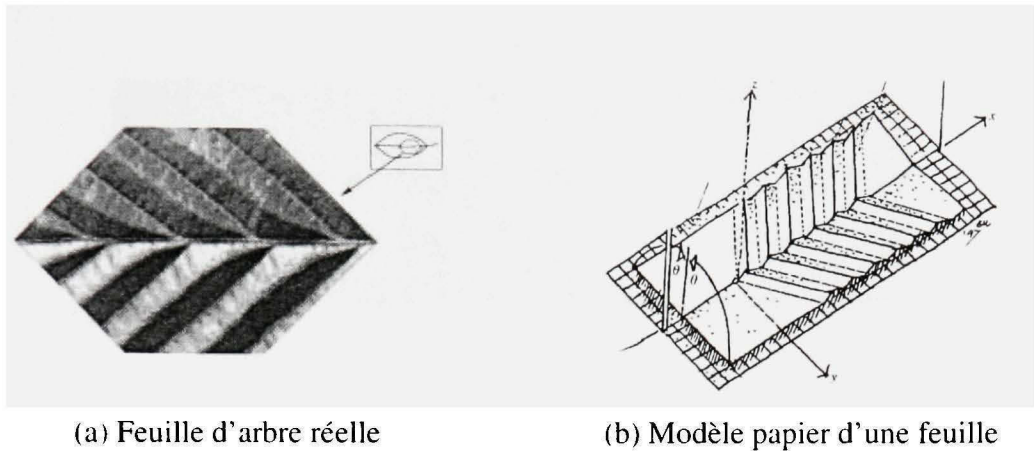 z
x
θ
θ
y
(a) Feuille d'arbre réelle
(b) Modèle papier d'une feuille